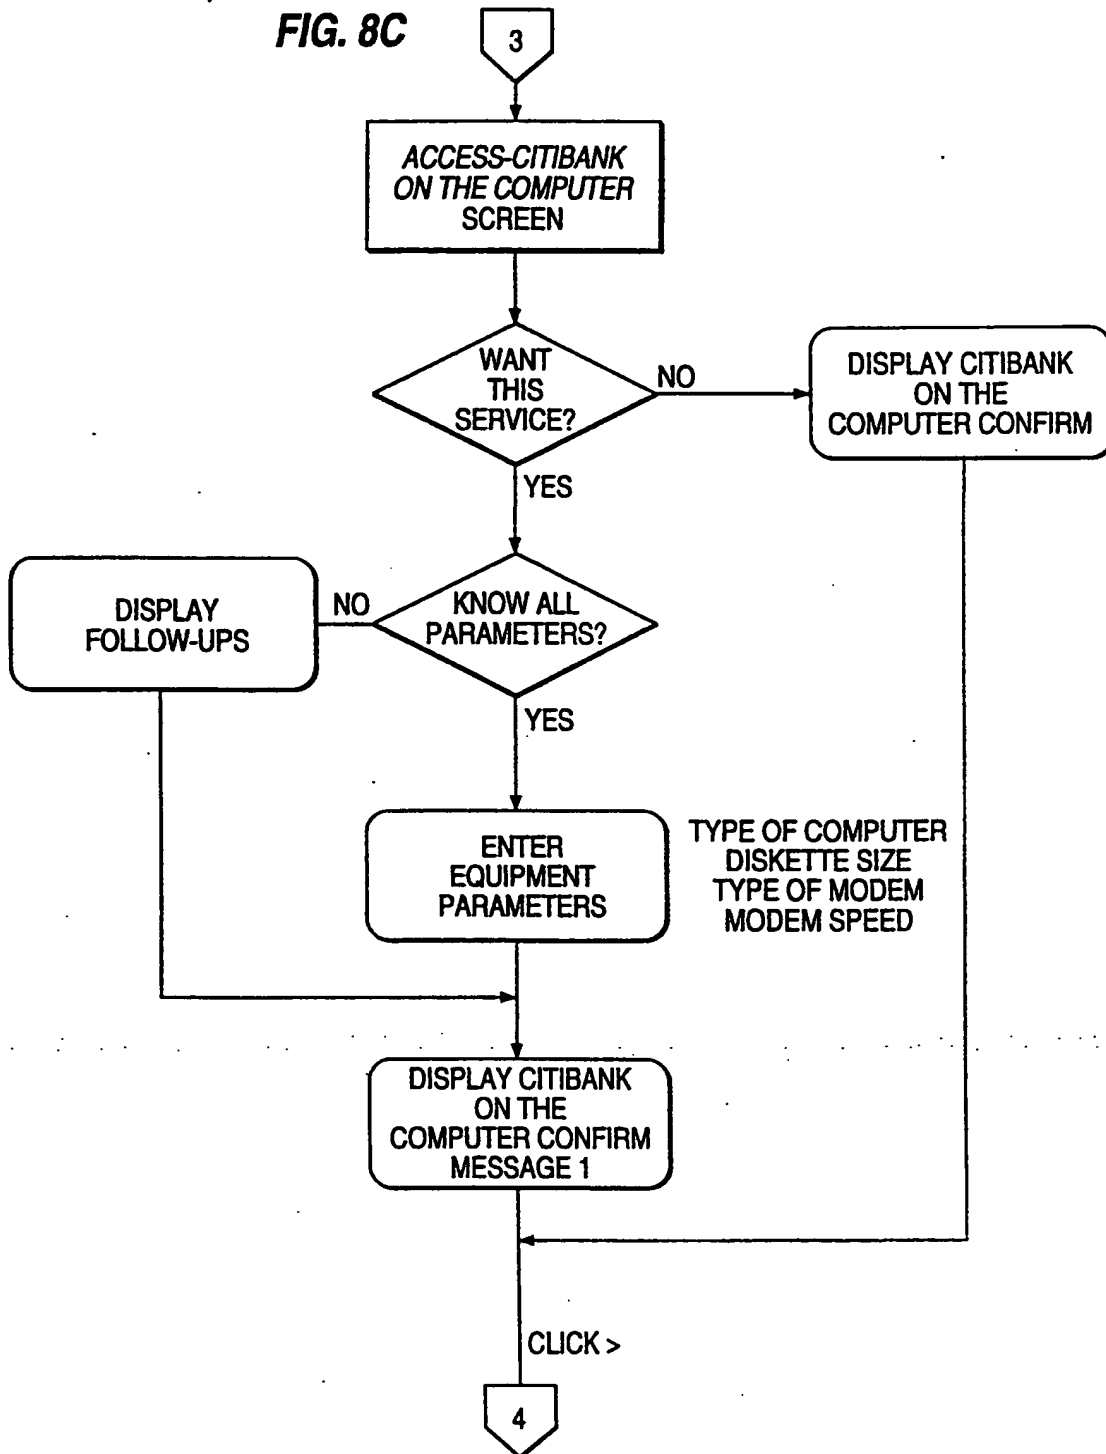 FIG. 8C
3
ACCESS-CITIBANK
ON THE COMPUTER
SCREEN
WANT
THIS
SERVICE?
NO
DISPLAY CITIBANK
ON THE
COMPUTER CONFIRM
YES
DISPLAY
FOLLOW-UPS
NO
KNOW ALL
PARAMETERS?
YES
ENTER
EQUIPMENT
PARAMETERS
TYPE OF COMPUTER
DISKETTE SIZE
TYPE OF MODEM
MODEM SPEED
DISPLAY CITIBANK
ON THE
COMPUTER CONFIRM
MESSAGE 1
CLICK >
4